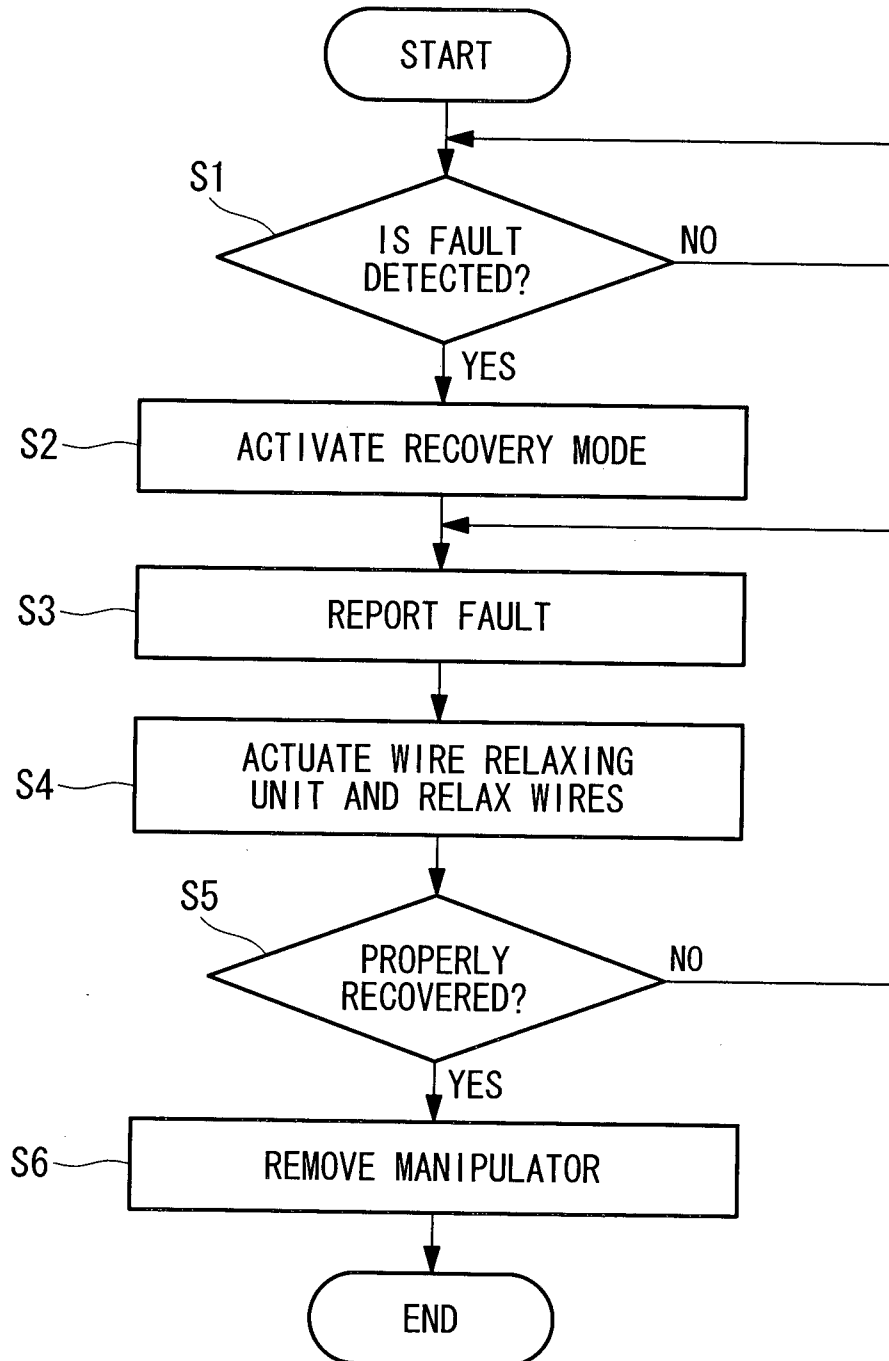 START
S1
IS FAULT
DETECTED?
NO
YES
S2
ACTIVATE RECOVERY MODE
S3
REPORT FAULT
S4
ACTUATE WIRE RELAXING
UNIT AND RELAX WIRES
S5
PROPERLY
RECOVERED?
NO
YES
S6
REMOVE MANIPULATOR
END